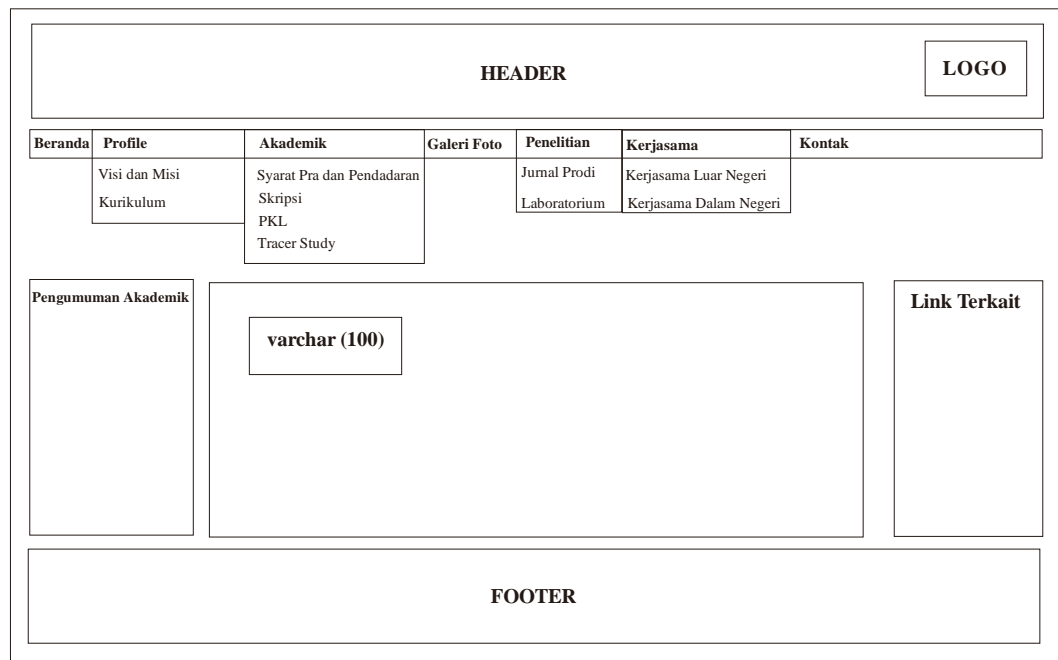 HEADER
LOGO
Beranda Profile Akademik Galeri Foto Penelitian Kerjasama Kontak
Visi dan Misi
Kurikulum
Syarat Pra dan Pendadaran
Skripsi
PKL
Tracer Study
Jurnal Prodi
Laboratorium
Kerjasama Luar Negeri
Kerjasama Dalam Negeri
Pengumuman Akademik
varchar (100)
Link Terkait
FOOTER